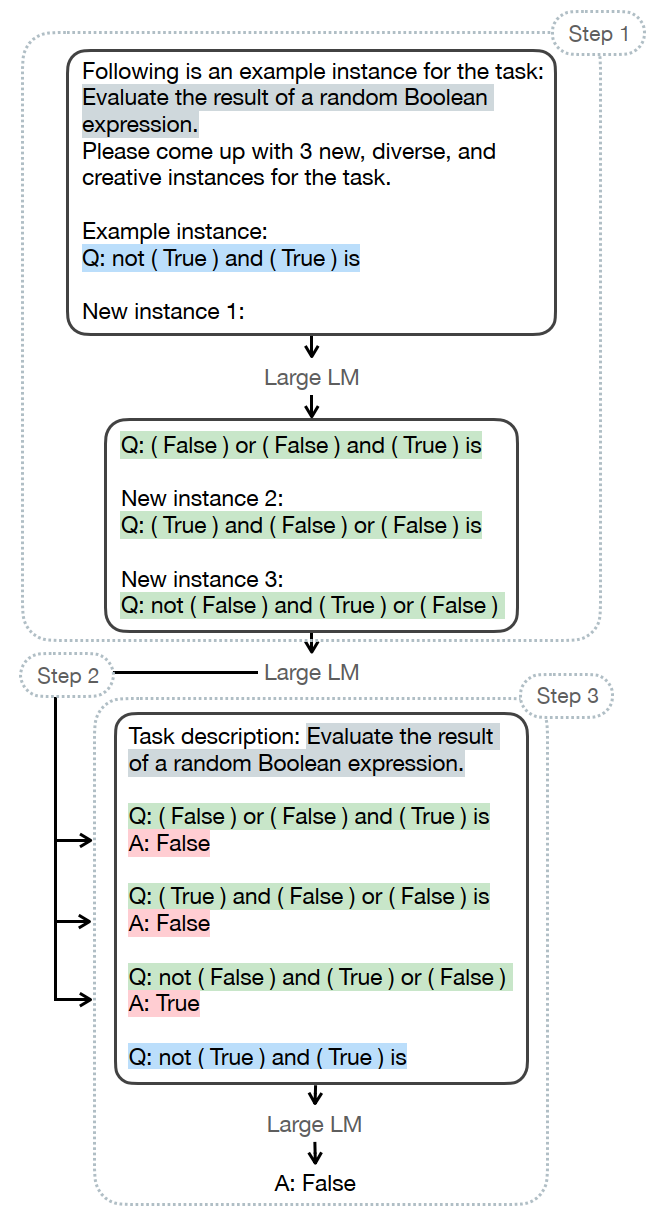 Step 1
Following is an example instance for the task:
Evaluate the result of a random Boolean
expression.
Please come up with 3 new, diverse, and
creative instances for the task.
Example instance:
Q: not ( True ) and ( True ) is
New instance 1:
Large LM
Q: ( False ) or ( False ) and ( True ) is
New instance 2:
Q: ( True ) and ( False ) or ( False ) is
New instance 3:
Q: not ( False ) and ( True ) or ( False )
Step 2
Large LM
Step 3
Task description: Evaluate the result
of a random Boolean expression.
Q: ( False ) or ( False ) and ( True ) is
A: False
Q: ( True ) and ( False ) or ( False ) is
A: False
Q: not ( False ) and ( True ) or ( False )
A: True
Q: not ( True ) and ( True ) is
Large LM
A: False